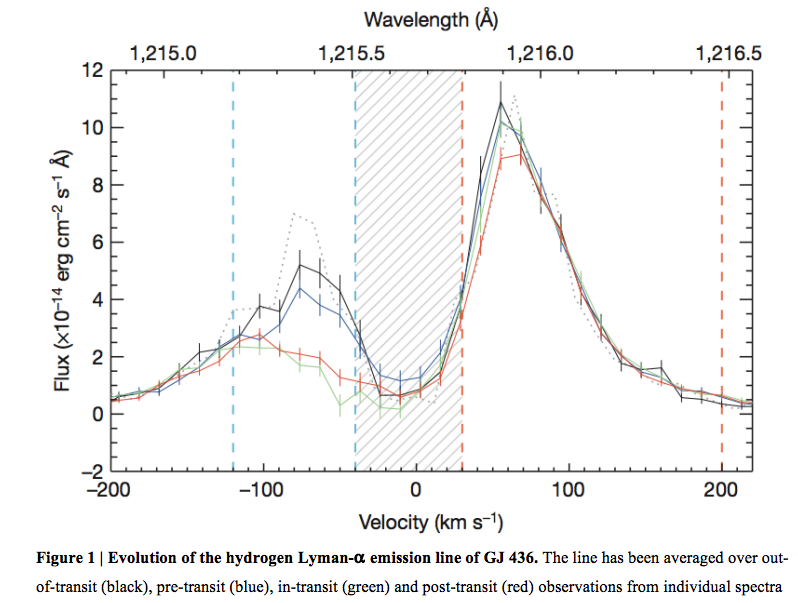 Wavelength (Å)
1,215.0 1,215.5 1,216.0 1,216.5
12
10
8
6
4
2
0
−2
Flux (×10⁻¹⁴ erg cm⁻² s⁻¹ Å)
−200 −100 0 100 200
Velocity (km s⁻¹)
Figure 1 | Evolution of the hydrogen Lyman-α emission line of GJ 436. The line has been averaged over out-
of-transit (black), pre-transit (blue), in-transit (green) and post-transit (red) observations from individual spectra